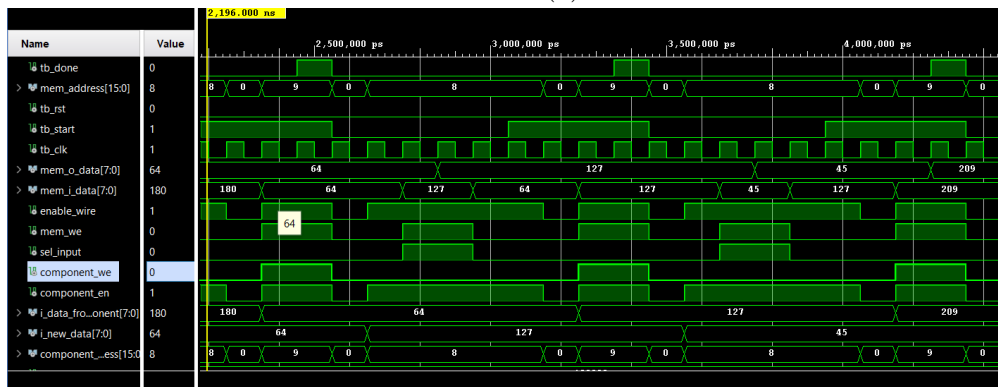 2,196.000 ns
Name Value
2,500,000 ps 3,000,000 ps 3,500,000 ps 4,000,000 ps
tb_done 0
mem_address[15:0] 8 8 0 9 0 8 0 9 0 8 0 9 0
tb_rst 0
tb_start 1
tb_clk 1
mem_o_data[7:0] 64 64 127 45 209
mem_i_data[7:0] 180 180 64 127 64 127 45 127 209
enable_wire 1
mem_we 0 64
sel_input 0
component_we 0
component_en 1
i_data_fro...onent[7:0] 180 180 64 127 209
i_new_data[7:0] 64 64 127 45
component_...ess[15:0 8 8 0 9 0 8 0 9 0 8 0 9 0